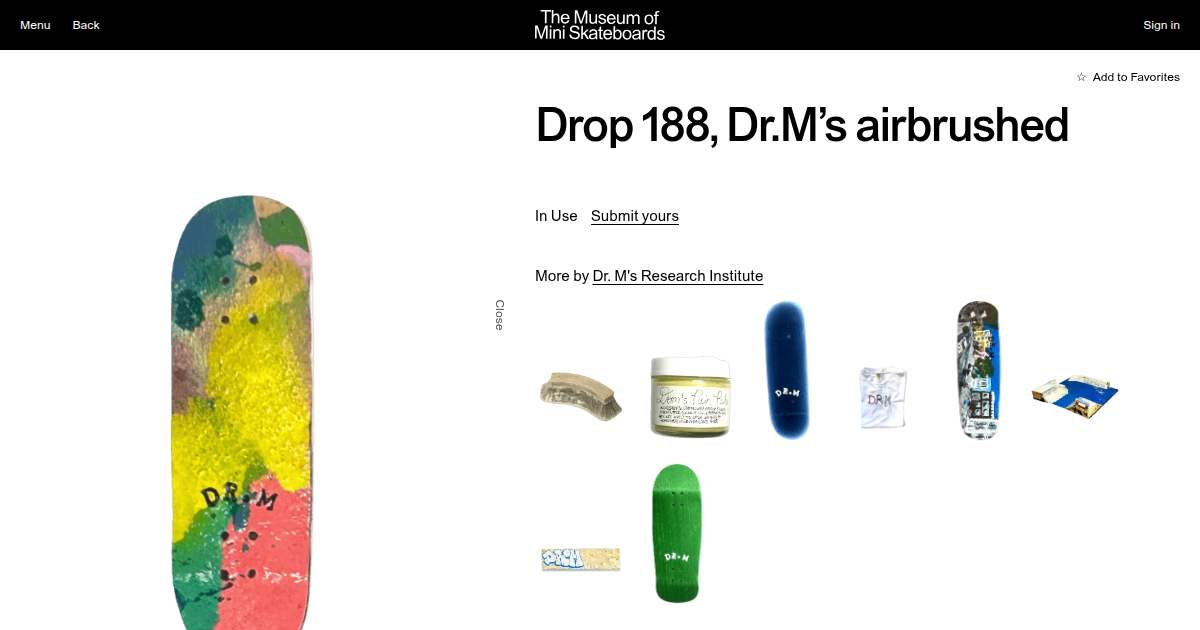 Menu
Back
The Museum of
Mini Skateboards
Sign in
☆ Add to Favorites
Drop 188, Dr.M’s airbrushed
In Use Submit yours
More by Dr. M's Research Institute
Close
DR.M
DR.M
DRM
DR.M